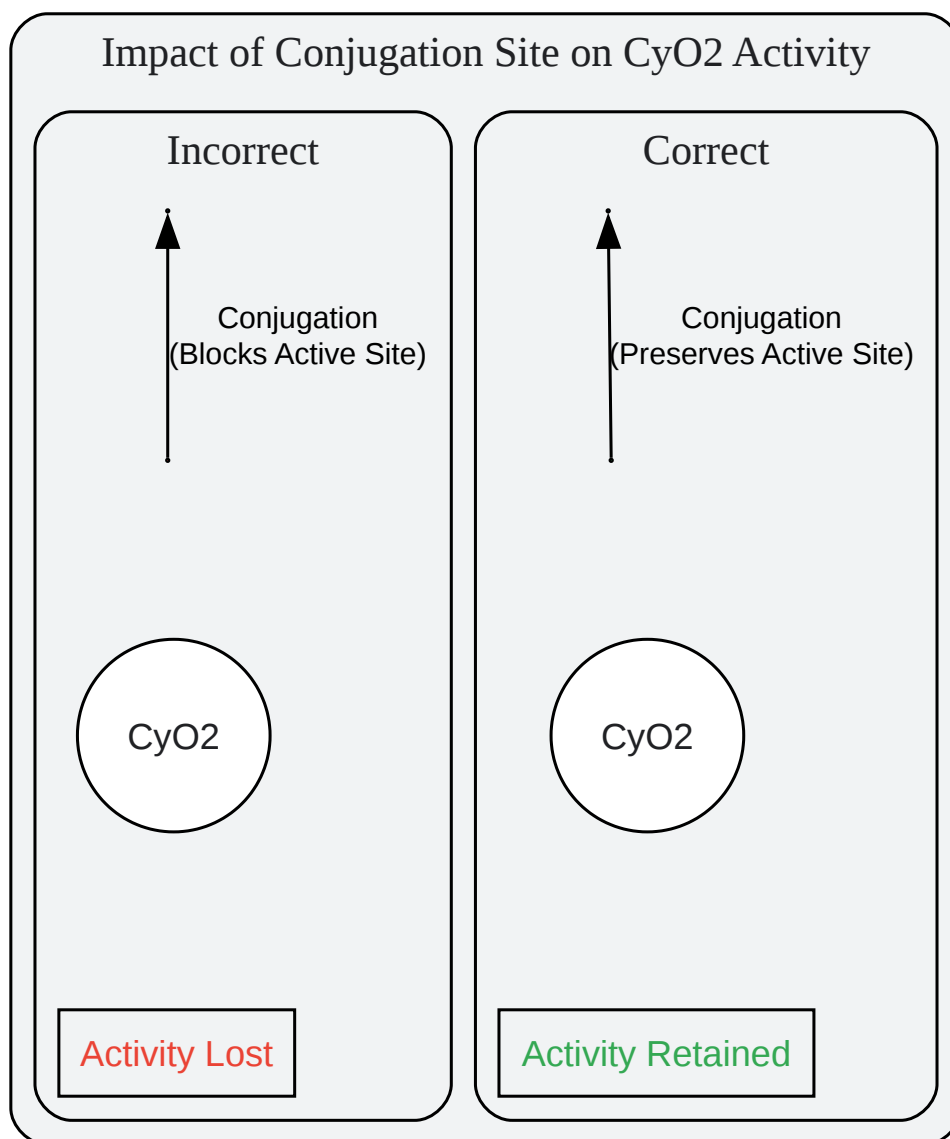 Impact of Conjugation Site on CyO2 Activity
Incorrect
Conjugation
(Blocks Active Site)
CyO2
Activity Lost
Correct
Conjugation
(Preserves Active Site)
CyO2
Activity Retained